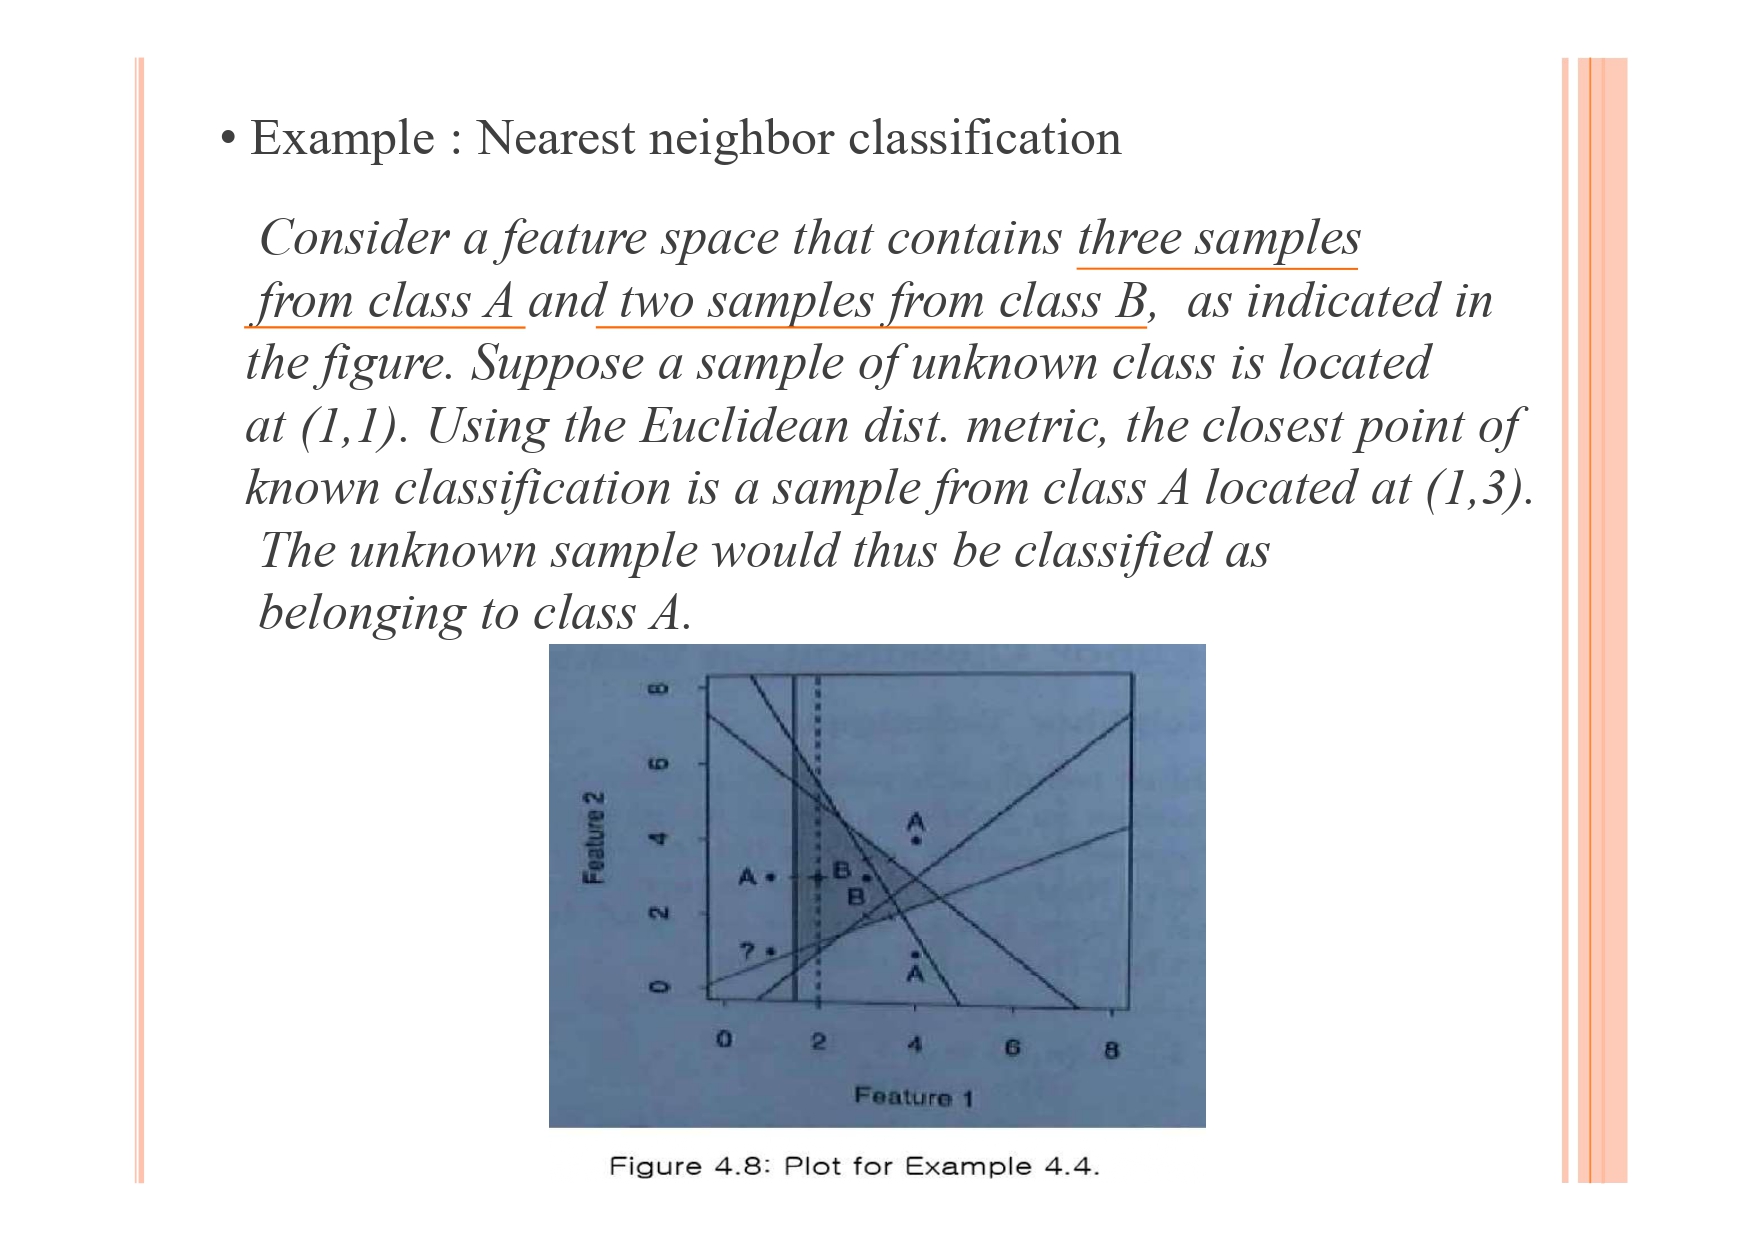 • Example : Nearest neighbor classification
Consider a feature space that contains three samples
from class A and two samples from class B, as indicated in
the figure. Suppose a sample of unknown class is located
at (1,1). Using the Euclidean dist. metric, the closest point of
known classification is a sample from class A located at (1,3).
The unknown sample would thus be classified as
belonging to class A.
8
6
4
2
0
Feature 2
A
A
B
B
?
A
0 2 4 6 8
Feature 1
Figure 4.8: Plot for Example 4.4.